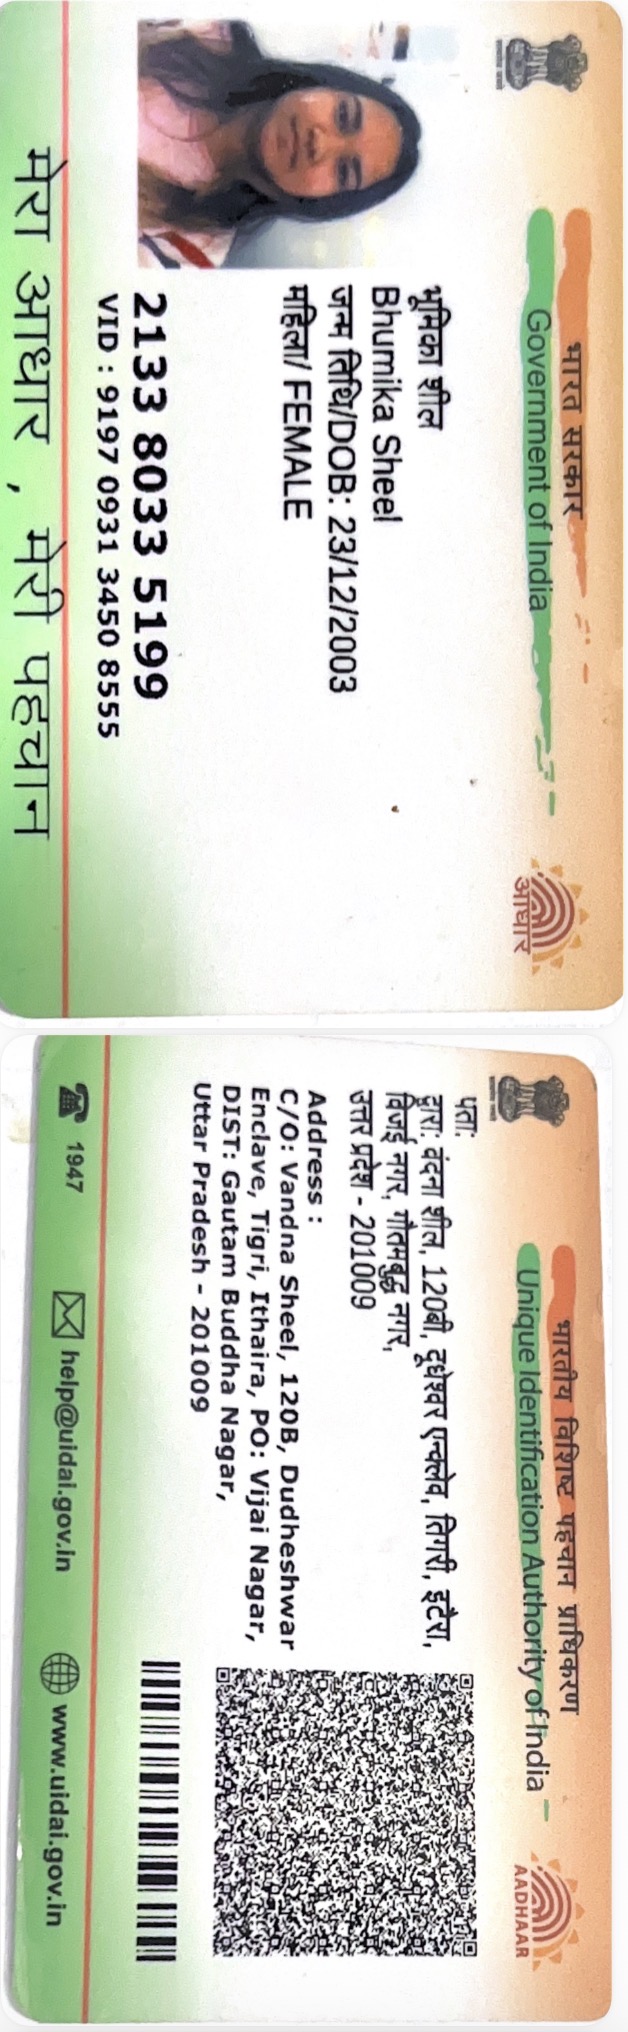 भारत सरकार
Government of India
आधार
भूमिका शील
Bhumika Sheel
जन्म तिथि/DOB: 23/12/2003
महिला/ FEMALE
2133 8033 5199
VID : 9197 0931 3450 8555
मेरा आधार, मेरी पहचान
भारतीय विशिष्ट पहचान प्राधिकरण
Unique Identification Authority of India
AADHAAR
पता:
द्वारा: वंदना शील, 120बी, दूधेश्वर एन्क्लेव, तिगरी, इटैरा,
विजई नगर, गौतमबुद्ध नगर,
उत्तर प्रदेश - 201009
Address :
C/O: Vandna Sheel, 120B, Dudheshwar
Enclave, Tigri, Ithaira, PO: Vijai Nagar,
DIST: Gautam Buddha Nagar,
Uttar Pradesh - 201009
1947
help@uidai.gov.in
www.uidai.gov.in